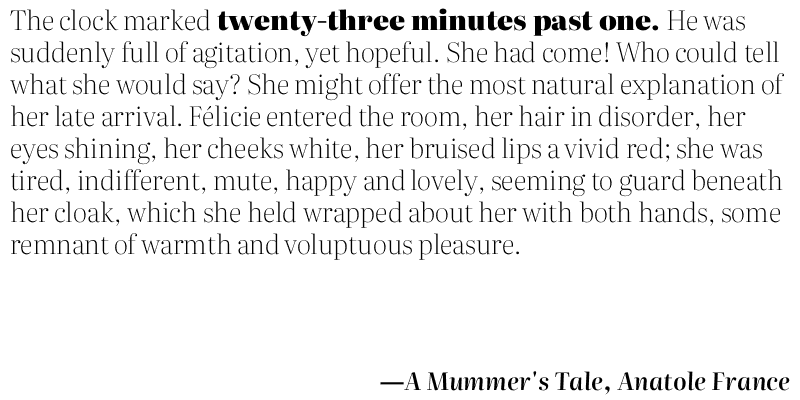 The clock marked twenty-three minutes past one. He was
suddenly full of agitation, yet hopeful. She had come! Who could tell
what she would say? She might offer the most natural explanation of
her late arrival. Félicie entered the room, her hair in disorder, her
eyes shining, her cheeks white, her bruised lips a vivid red; she was
tired, indifferent, mute, happy and lovely, seeming to guard beneath
her cloak, which she held wrapped about her with both hands, some
remnant of warmth and voluptuous pleasure.
—A Mummer's Tale, Anatole France